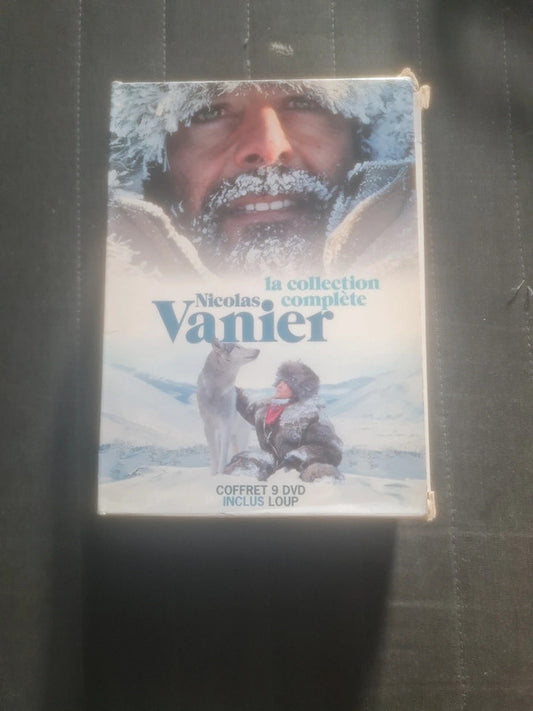 la collection
Nicolas complète
Vanier
COFFRET 9 DVD
INCLUS LOUP